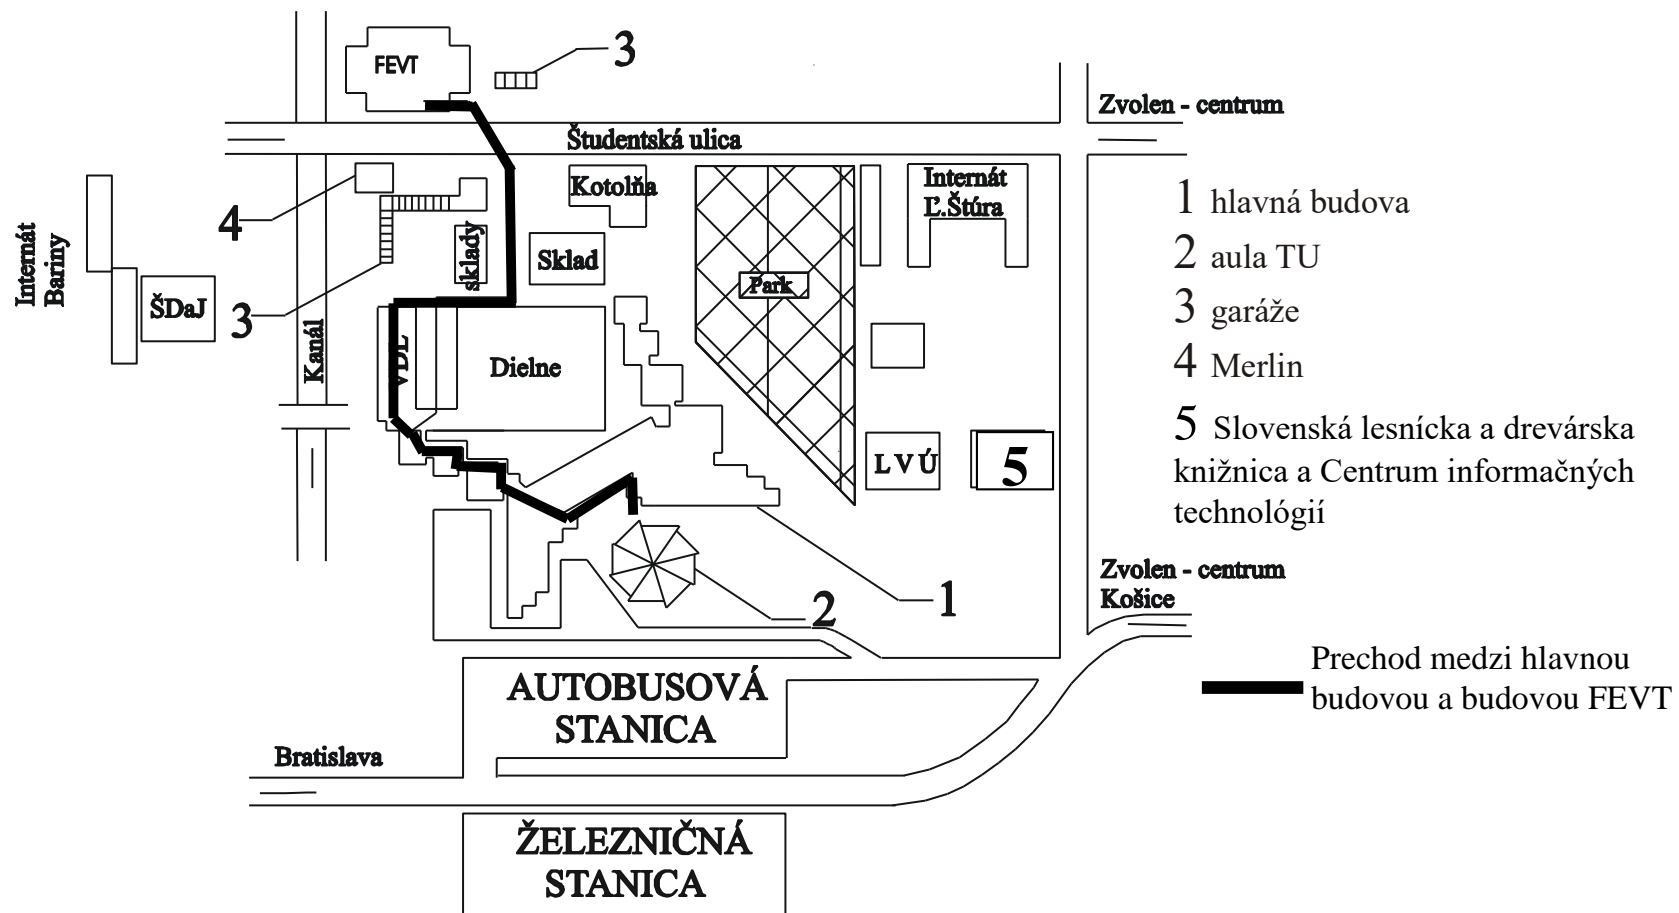 FEVT
3
Zvolen - centrum
Študentská ulica
Kotolňa
Internát
Ľ.Štúra
4
sklady
Sklad
Park
Internát
Bariny
ŠDaJ
3
Kanál
VDL
Dielne
L V Ú
5
1
2
Zvolen - centrum
Košice
AUTOBUSOVÁ
STANICA
Bratislava
ŽELEZNIČNÁ
STANICA
1 hlavná budova
2 aula TU
3 garáže
4 Merlin
5 Slovenská lesnícka a drevárska
knižnica a Centrum informačných
technológií
Prechod medzi hlavnou
budovou a budovou FEVT